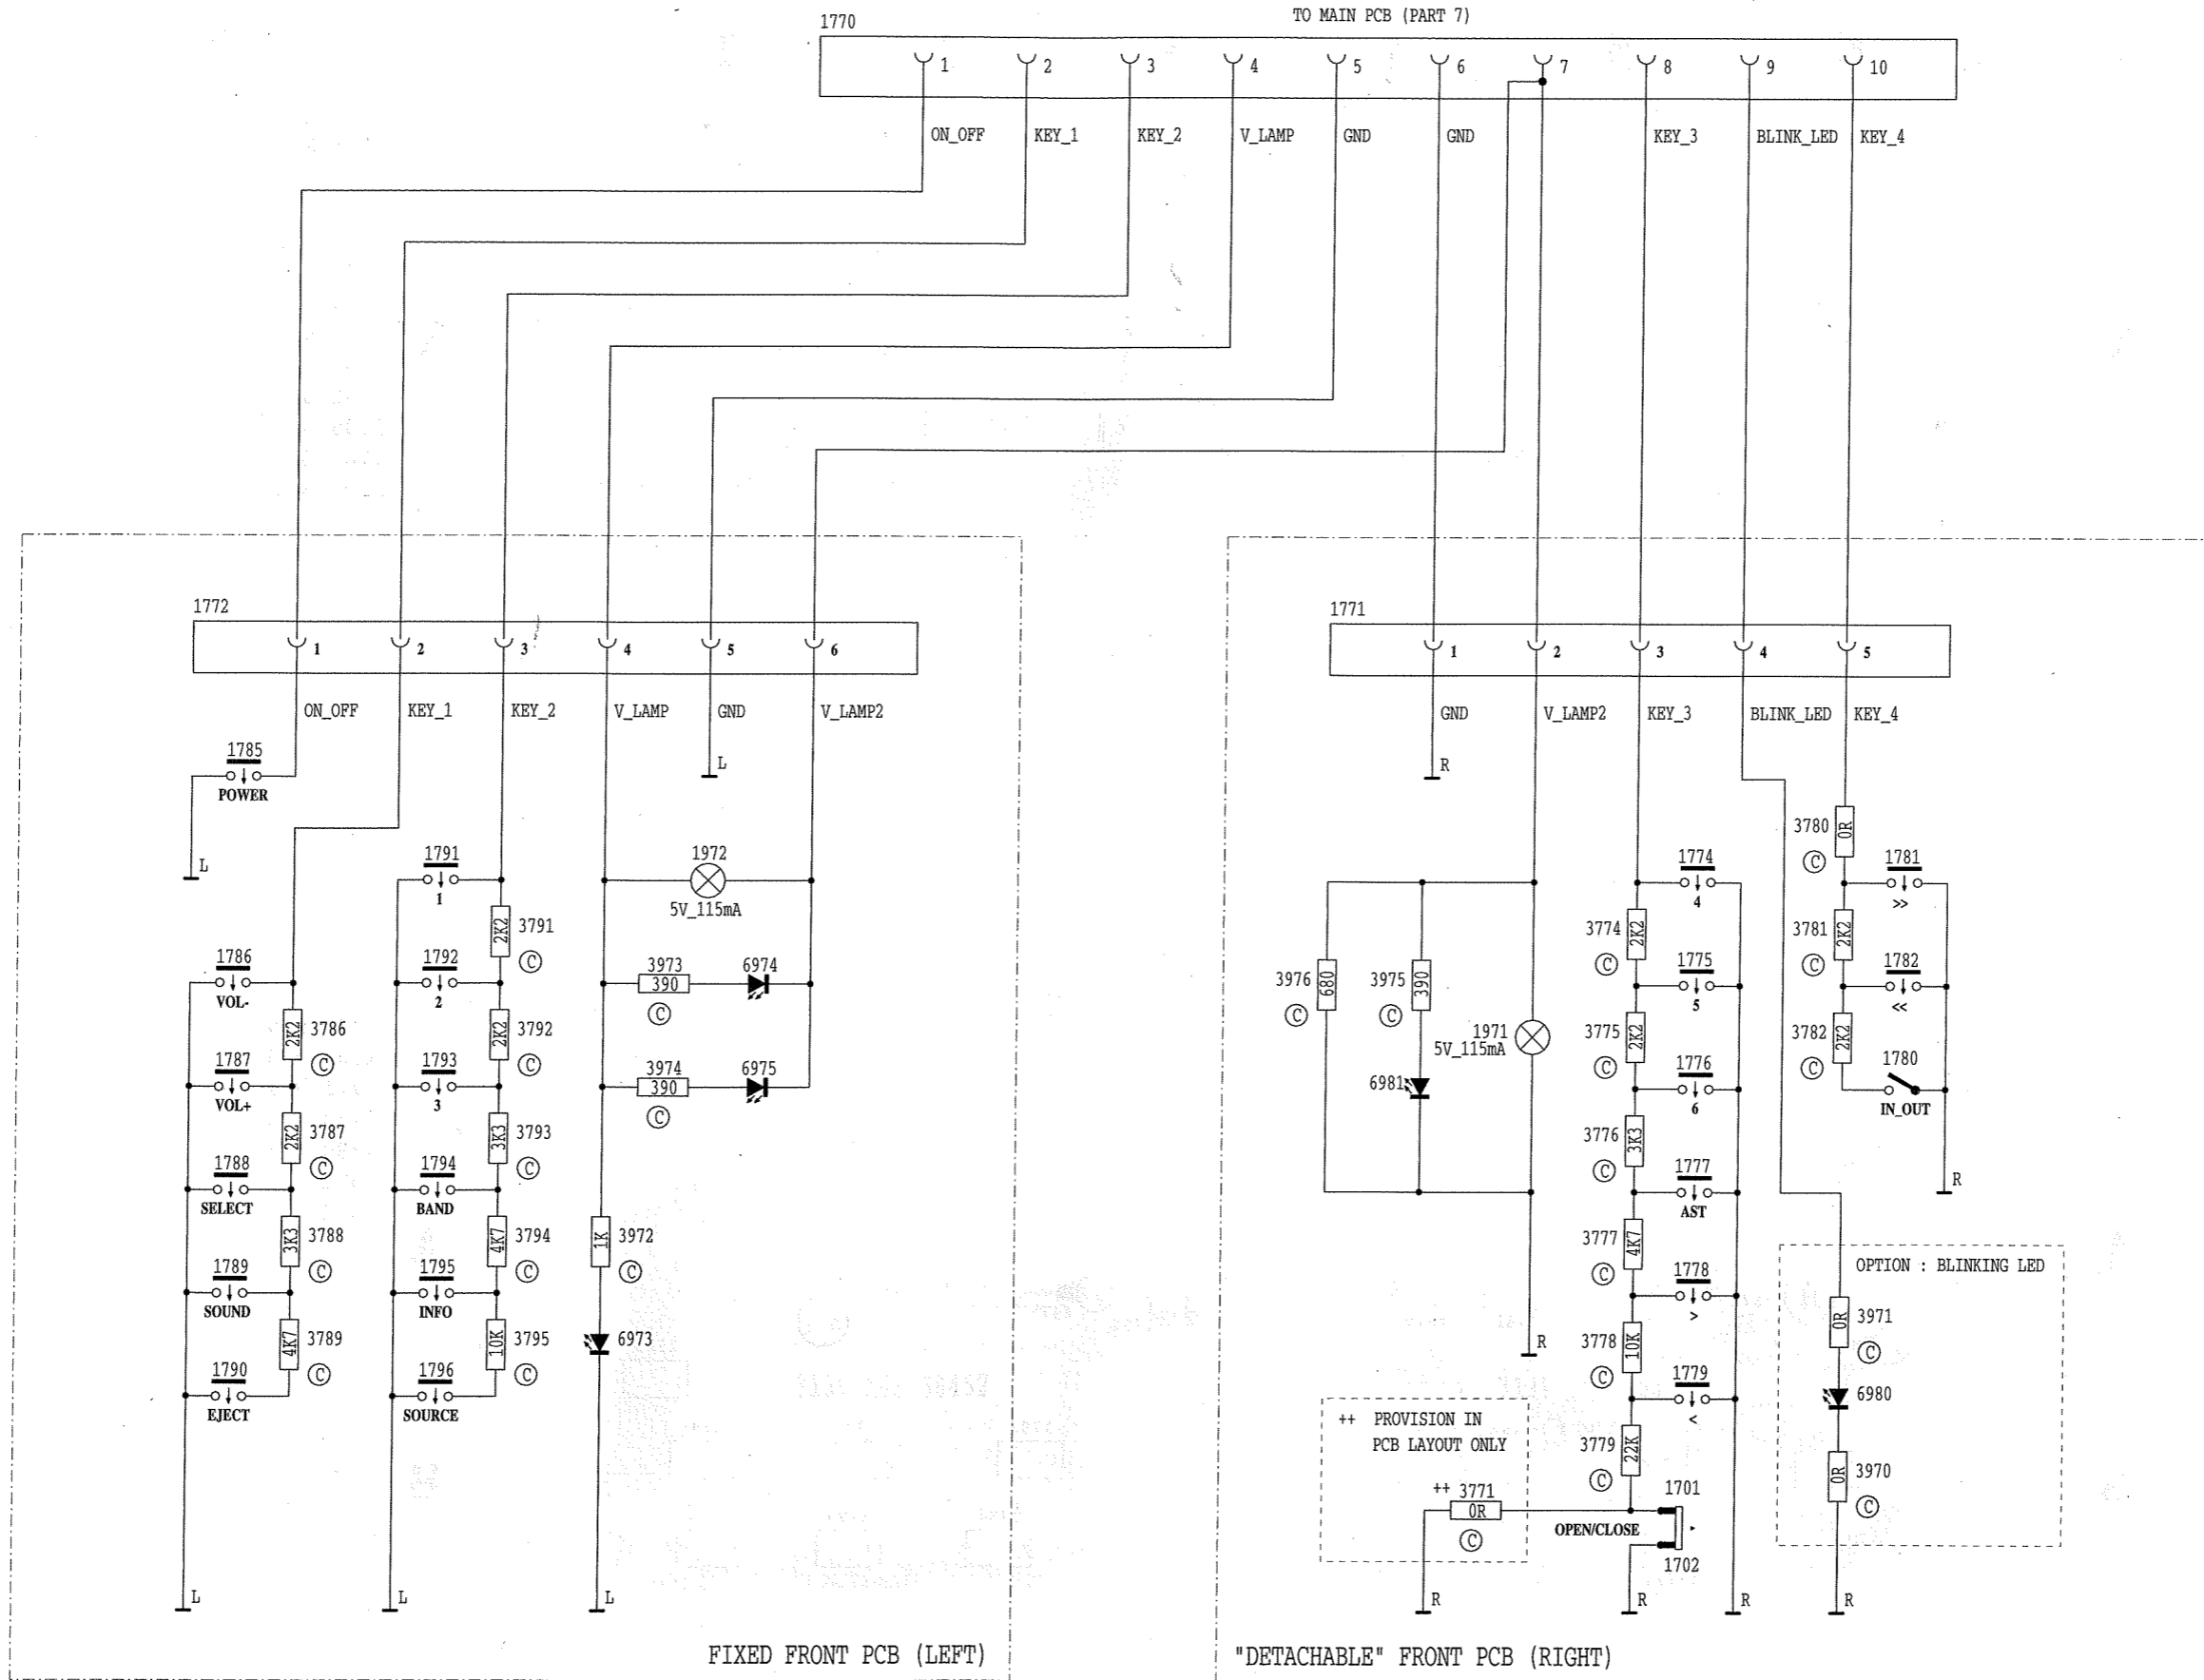 TO MAIN PCB (PART 7)
1770
1 2 3 4 5 6 7 8 9 10
ON_OFF KEY_1 KEY_2 V_LAMP GND GND KEY_3 BLINK_LED KEY_4
1772
1 2 3 4 5 6
ON_OFF KEY_1 KEY_2 V_LAMP GND V_LAMP2
1785
POWER
L
L
1786
VOL-
2K2 3786
C
1787
VOL+
2K2 3787
C
1788
SELECT
3K3 3788
C
1789
SOUND
4K7 3789
C
1790
EJECT
L
1791
1
2K2 3791
C
1792
2
2K2 3792
C
1793
3
3K3 3793
C
1794
BAND
4K7 3794
C
1795
INFO
10K 3795
C
1796
SOURCE
L
1972
5V_115mA
3973 6974
390
C
3974 6975
390
C
1K 3972
C
6973
L
FIXED FRONT PCB (LEFT)
1771
1 2 3 4 5
GND V_LAMP2 KEY_3 BLINK_LED KEY_4
R
3976 680
C
3975 390
C
6981
1971
5V_115mA
R
1774
4
3774 2K2
C
1775
5
3775 2K2
C
1776
6
3776 3K3
C
1777
AST
3777 4K7
C
1778
>
3778 10K
C
1779
<
3779 22K
C
1701
OPEN/CLOSE
1702
R
R
++ PROVISION IN
PCB LAYOUT ONLY
++ 3771
0R
C
R
3780 0R
C
1781
>>
3781 2K2
C
1782
<<
3782 2K2
C
1780
IN_OUT
R
OPTION : BLINKING LED
0R 3971
C
6980
0R 3970
C
R
"DETACHABLE" FRONT PCB (RIGHT)